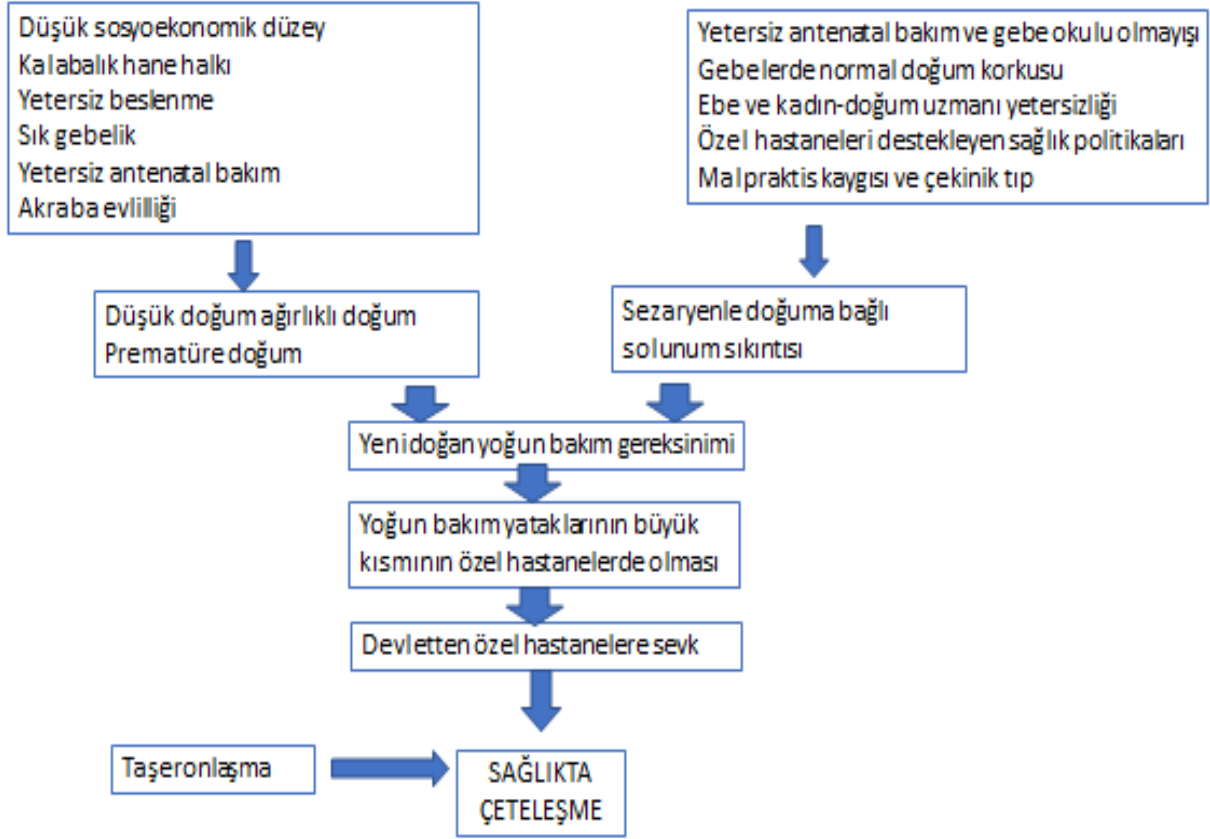 Düşük sosyoekonomik düzey
Kalabalık hane halkı
Yetersiz beslenme
Sık gebelik
Yetersiz antenatal bakım
Akraba evlilliği
Yetersiz antenatal bakım ve gebe okulu olmayışı
Gebelerde normal doğum korkusu
Ebe ve kadın-doğum uzmanı yetersizliği
Özel hastaneleri destekleyen sağlık politikaları
Malpraktis kaygısı ve çekinik tıp
Düşük doğum ağırlıklı doğum
Prematüre doğum
Sezaryenle doğuma bağlı
solunum sıkıntısı
Yenidoğan yoğun bakım gereksinimi
Yoğun bakım yataklarının büyük
kısmının özel hastanelerde olması
Devletten özel hastanelere sevk
Taşeronlaşma
SAĞLIKTA
ÇETELEŞME